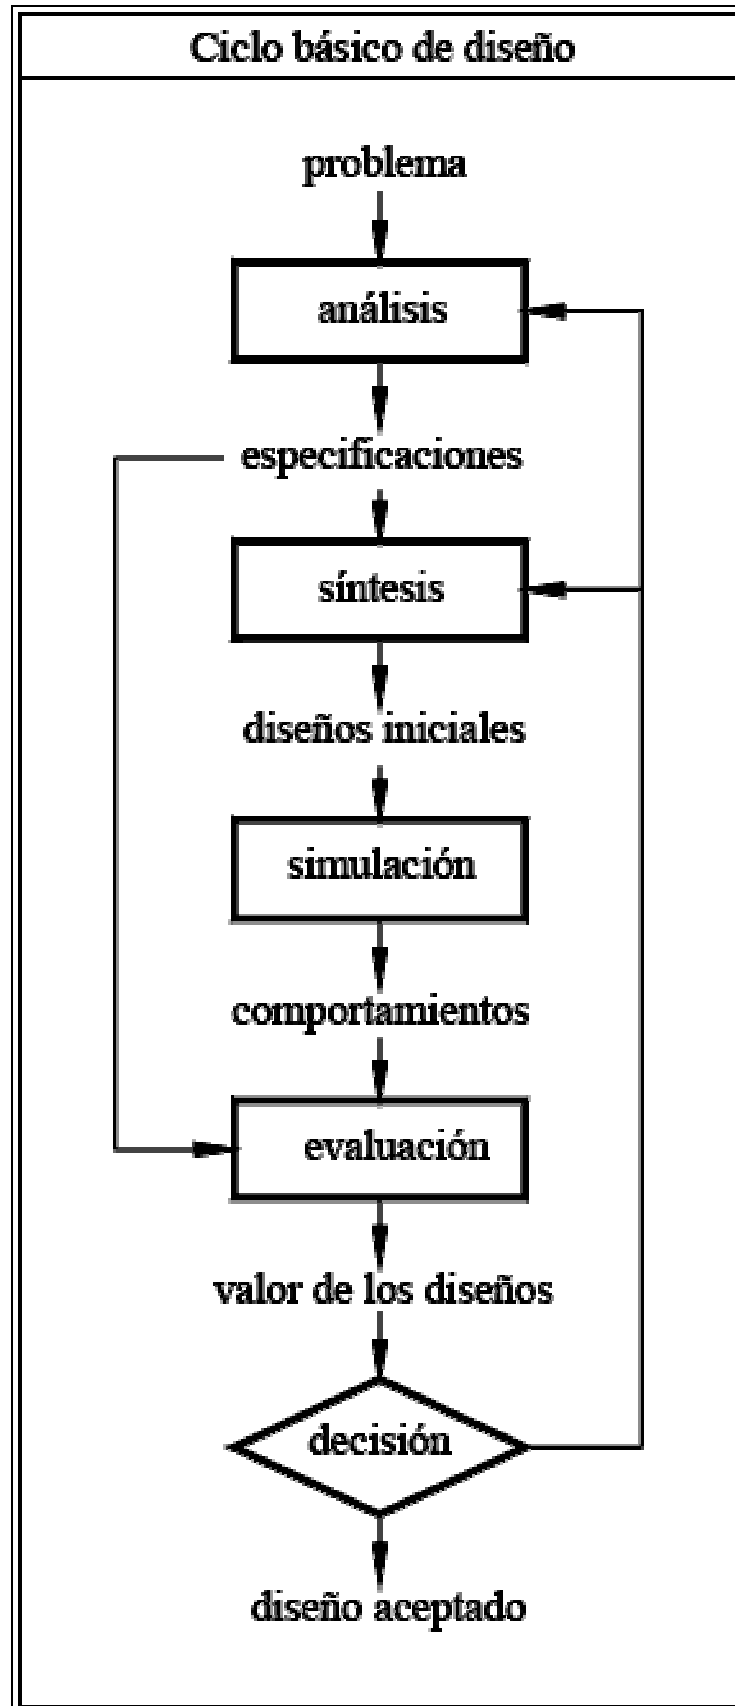 Ciclo básico de diseño
problema
análisis
especificaciones
síntesis
diseños iniciales
simulación
comportamientos
evaluación
valor de los diseños
decisión
diseño aceptado